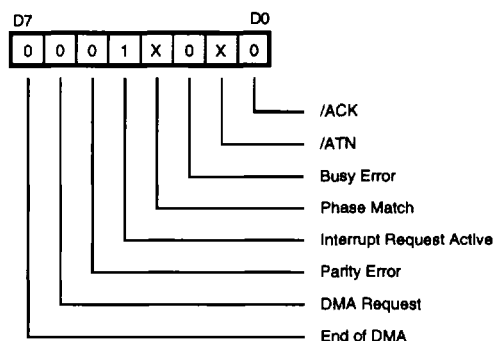 D7 D0
0 0 0 1 X 0 X 0
/ACK
/ATN
Busy Error
Phase Match
Interrupt Request Active
Parity Error
DMA Request
End of DMA